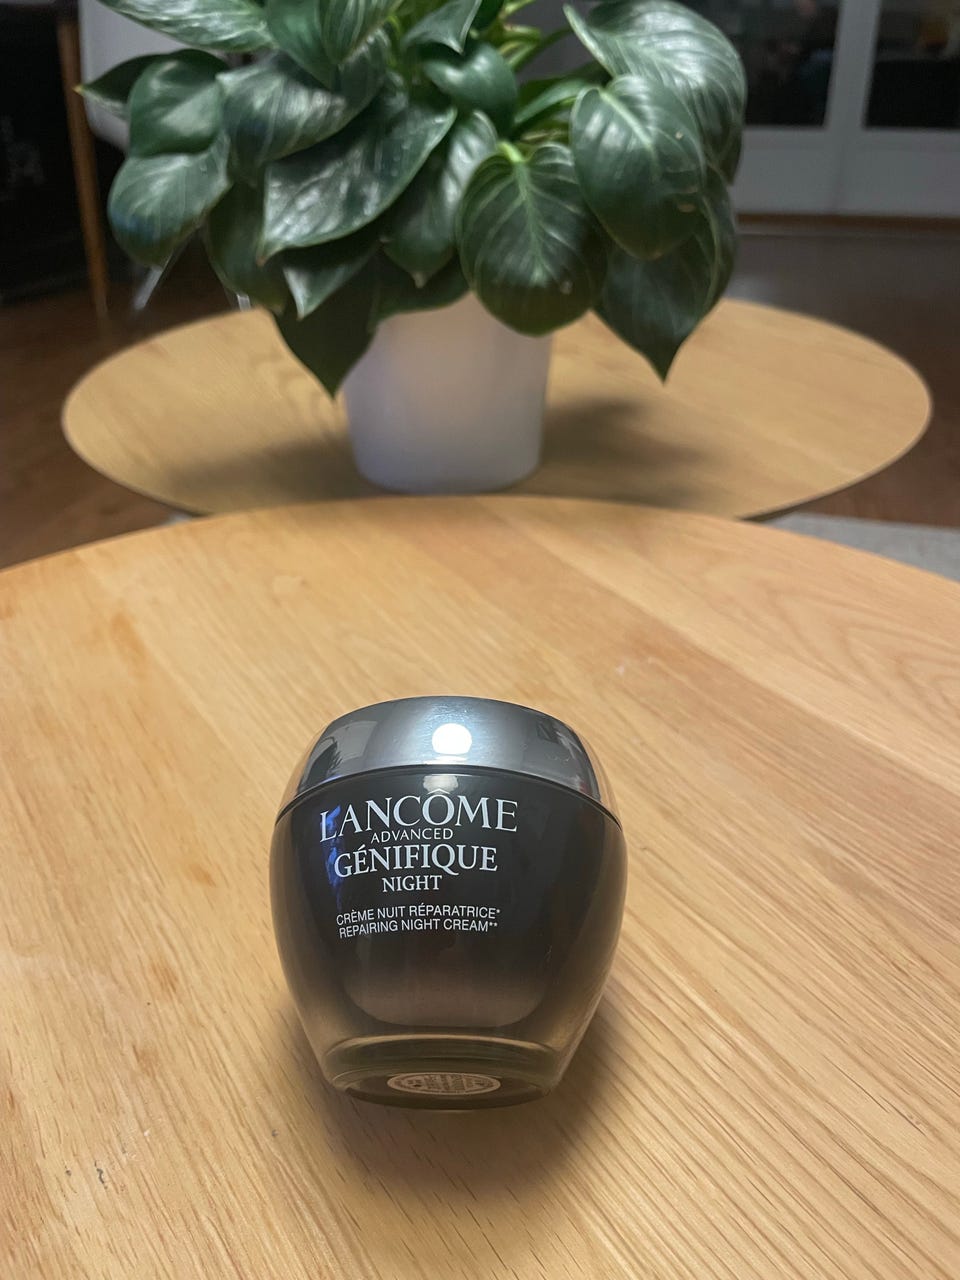 LANCÔME
ADVANCED
GÉNIFIQUE
NIGHT
CRÈME NUIT RÉPARATRICE*
REPAIRING NIGHT CREAM**